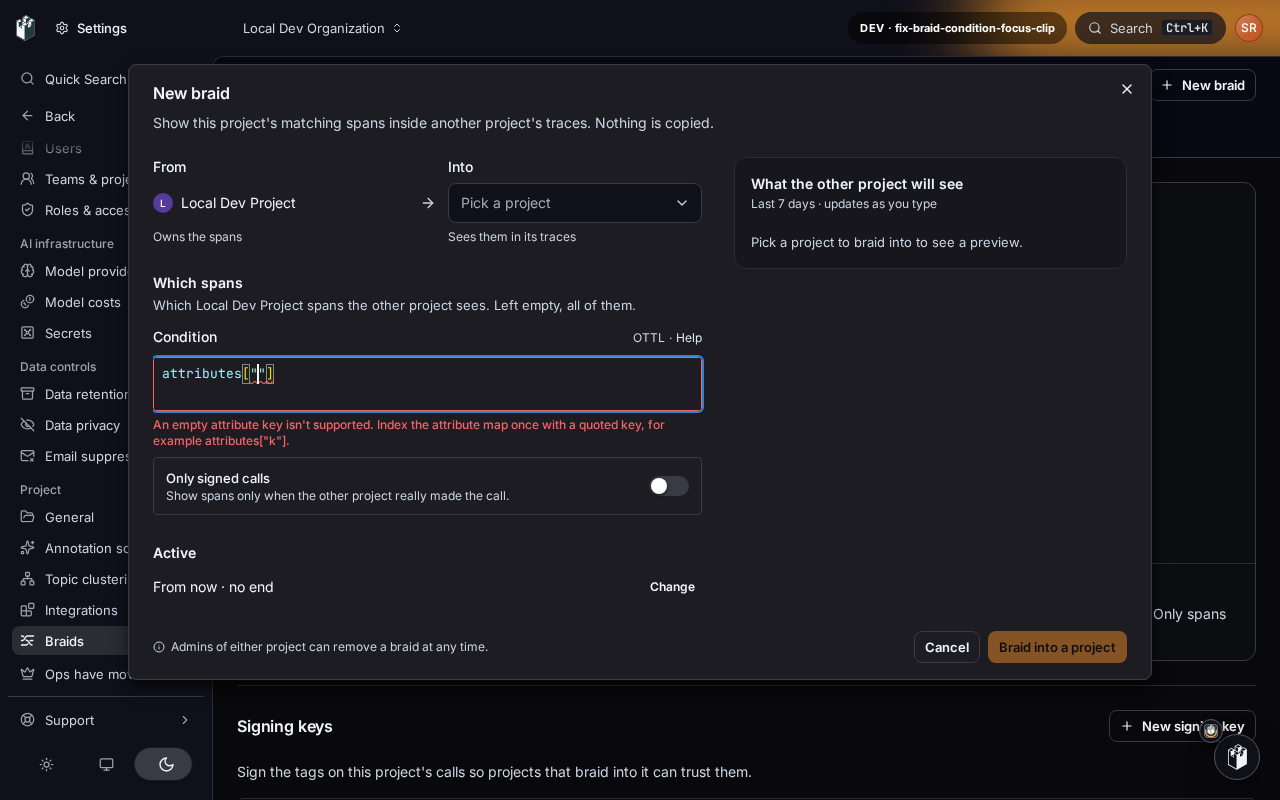 Settings
Local Dev Organization
DEV · fix-braid-condition-focus-clip
Search Ctrl+K
SR
Quick Search
Back
Users
Teams &
Roles &
AI infrastructure
Model
Model costs
Secrets
Data controls
Data
Data privacy
Email
Project
General
Annotation
Topic
Integrations
Braids
Ops have
Support
New braid
New braid
Show this project's matching spans inside another project's traces. Nothing is copied.
From
Into
L Local Dev Project
Pick a project
Owns the spans
Sees them in its traces
What the other project will see
Last 7 days · updates as you type
Pick a project to braid into to see a preview.
Which spans
Which Local Dev Project spans the other project sees. Left empty, all of them.
Condition
OTTL · Help
attributes[""]
An empty attribute key isn't supported. Index the attribute map once with a quoted key, for
example attributes["k"].
Only signed calls
Show spans only when the other project really made the call.
Active
From now · no end
Change
Admins of either project can remove a braid at any time.
Cancel
Braid into a project
Only spans
Signing keys
New key
Sign the tags on this project's calls so projects that braid into it can trust them.